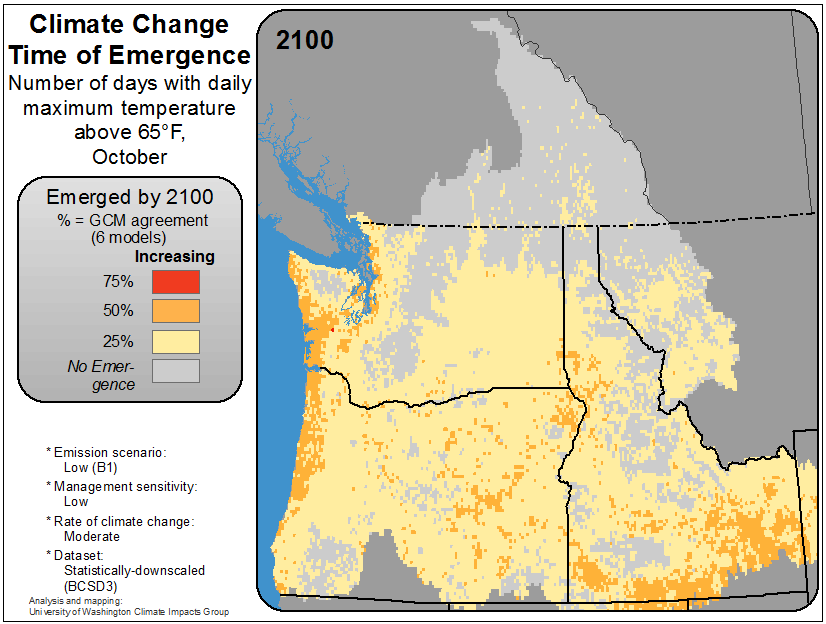 Climate Change
Time of Emergence
Number of days with daily
maximum temperature
above 65°F,
October
2100
Emerged by 2100
% = GCM agreement
(6 models)
Increasing
75%
50%
25%
No Emer-
gence
* Emission scenario:
Low (B1)
* Management sensitivity:
Low
* Rate of climate change:
Moderate
* Dataset:
Statistically-downscaled
(BCSD3)
Analysis and mapping:
University of Washington Climate Impacts Group